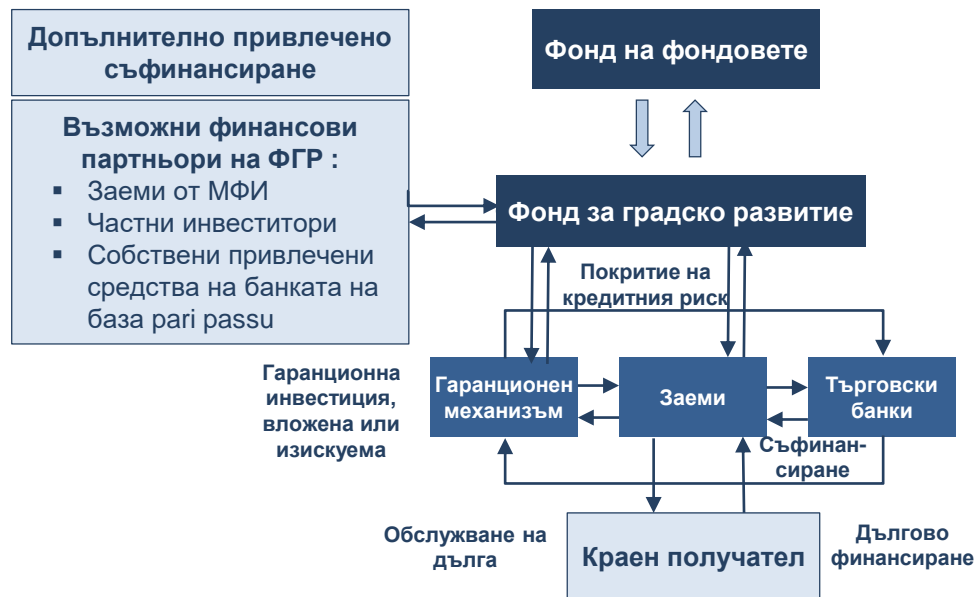 Допълнително привлечено
съфинансиране
Фонд на фондовете
Възможни финансови
партньори на ФГР :
▪ Заеми от МФИ
▪ Частни инвеститори
▪ Собствени привлечени
средства на банката на
база pari passu
Фонд за градско развитие
Покритие на
кредитния риск
Гаранционна
инвестиция,
вложена или
изискуема
Гаранционен
механизъм
Заеми
Търговски
банки
Съфинан-
сиране
Обслужване на
дълга
Краен получател
Дългово
финансиране